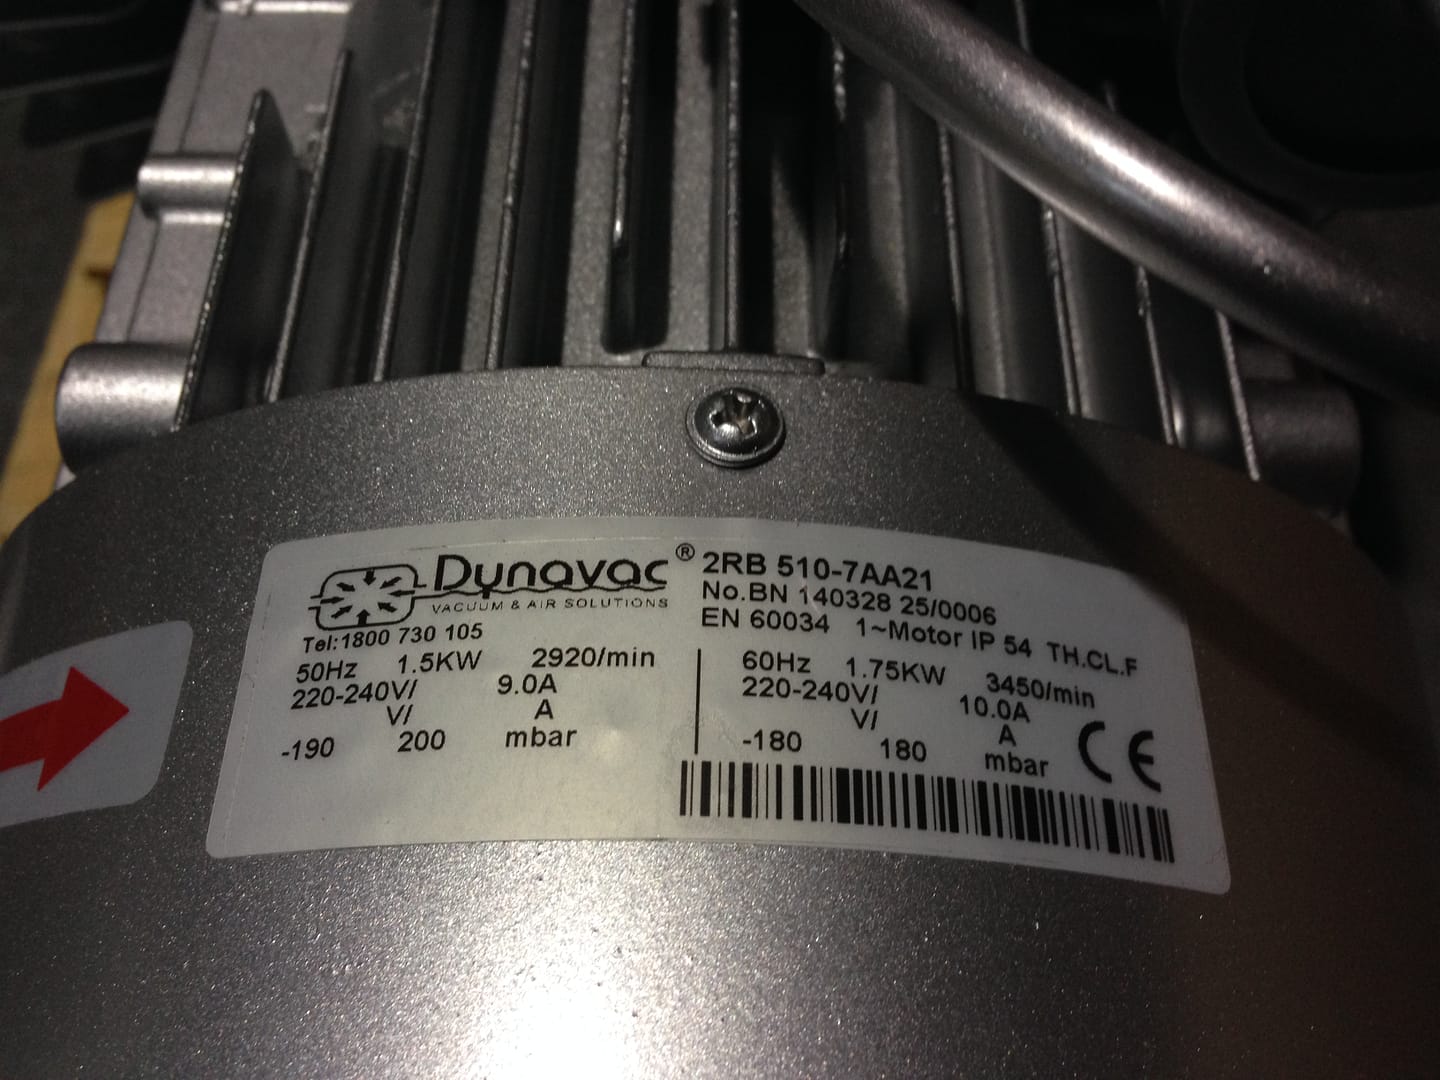 Dynavac®
VACUUM & AIR SOLUTIONS
Tel:1800 730 105
2RB 510-7AA21
No.BN 140328 25/0006
EN 60034 1~Motor IP 54 TH.CL.F
50Hz 1.5KW 2920/min
220-240V/ 9.0A
V/ A
-190 200 mbar
60Hz 1.75KW 3450/min
220-240V/ 10.0A
V/ A
-180 180 mbar
CE